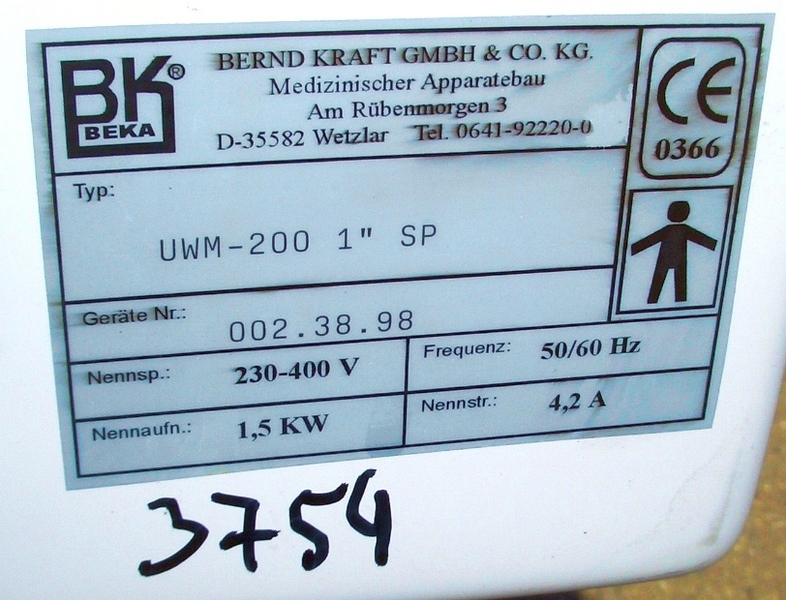 BK®
BEKA
BERND KRAFT GMBH & CO. KG.
Medizinischer Apparatebau
Am Rübenmorgen 3
D-35582 Wetzlar Tel. 0641-92220-0
CE
0366
Typ:
UWM-200 1" SP
Geräte Nr.: 002.38.98
Nennsp.: 230-400 V
Frequenz: 50/60 Hz
Nennaufn.: 1,5 KW
Nennstr.: 4,2 A
3754